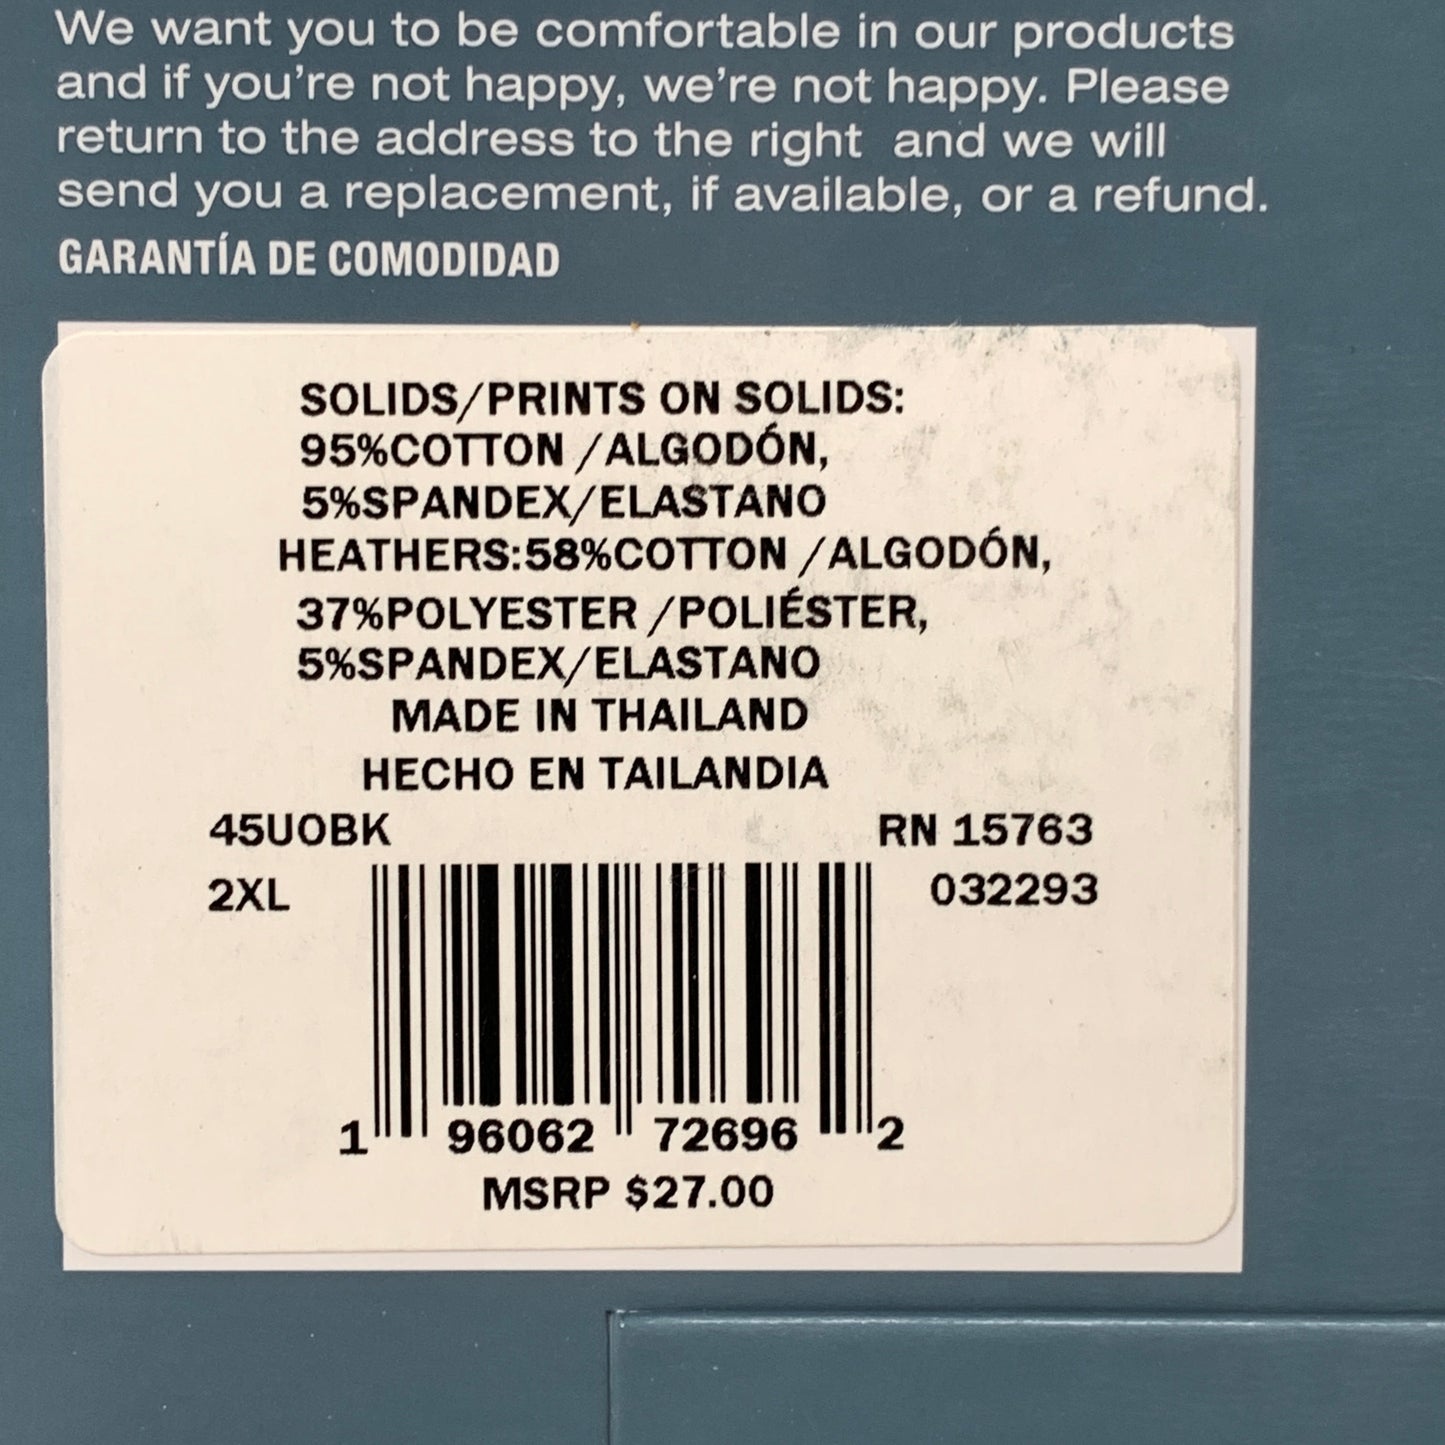 We want you to be comfortable in our products
and if you're not happy, we're not happy. Please
return to the address to the right and we will
send you a replacement, if available, or a refund.
GARANTÍA DE COMODIDAD
SOLIDS/PRINTS ON SOLIDS:
95%COTTON /ALGODÓN,
5%SPANDEX/ELASTANO
HEATHERS:58%COTTON /ALGODÓN,
37%POLYESTER /POLIÉSTER,
5%SPANDEX/ELASTANO
MADE IN THAILAND
HECHO EN TAILANDIA
45UOBK RN 15763
2XL 032293
1 96062 72696 2
MSRP $27.00